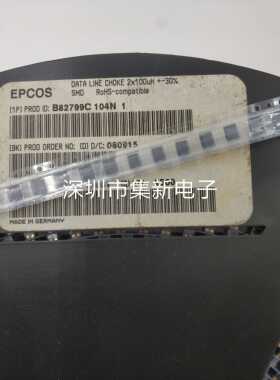 EPCOS
DATA LINE CHOKE 2x100uH +-30%
SMD RoHS-compatible
[1P] PROD ID: B82799C 104N 1
(9K) PROD ORDER NO: (D) D/C: 080915
深圳市集新电子
MADE IN GERMANY